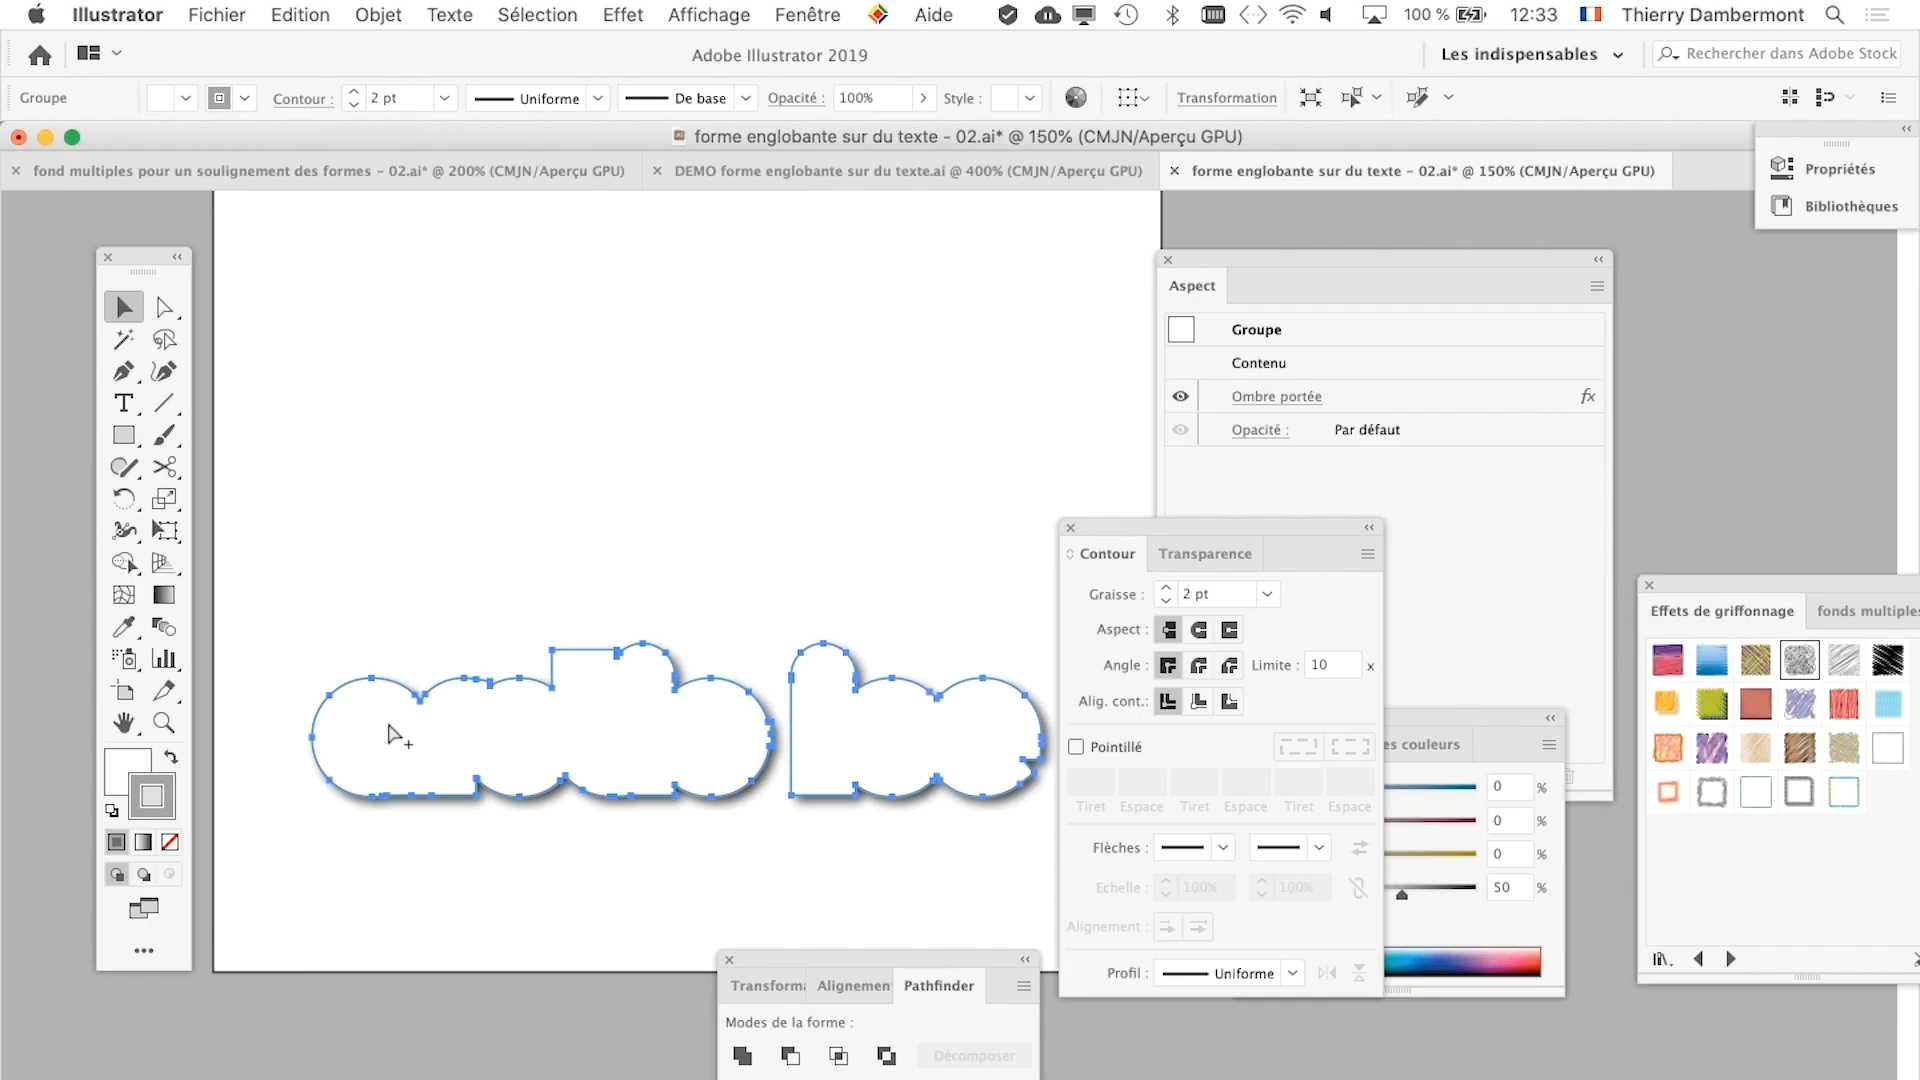 Illustrator Fichier Edition Objet Texte Sélection Effet Affichage Fenêtre Aide 100 % 12:33 Thierry Dambermont
Adobe Illustrator 2019
Les indispensables
Rechercher dans Adobe Stock
Groupe
Contour :
2 pt
Uniforme
De base
Opacité :
100%
Style :
Transformation
forme englobante sur du texte - 02.ai* @ 150% (CMJN/Aperçu GPU)
fond multiples pour un soulignement des formes - 02.ai* @ 200% (CMJN/Aperçu GPU)
DEMO forme englobante sur du texte.ai @ 400% (CMJN/Aperçu GPU)
forme englobante sur du texte - 02.ai* @ 150% (CMJN/Aperçu GPU)
Propriétés
Bibliothèques
Aspect
Groupe
Contenu
Ombre portée
fx
Opacité :
Par défaut
Contour
Transparence
Graisse :
2 pt
Aspect :
Angle :
Limite :
10
x
Alig. cont.:
Pointillé
Tiret Espace Tiret Espace Tiret Espace
Flèches :
Echelle :
100%
100%
Alignement :
Profil :
Uniforme
es couleurs
0 %
0 %
0 %
50 %
Effets de griffonnage
fonds multiples
Transforma
Alignemen
Pathfinder
Modes de la forme :
Décomposer